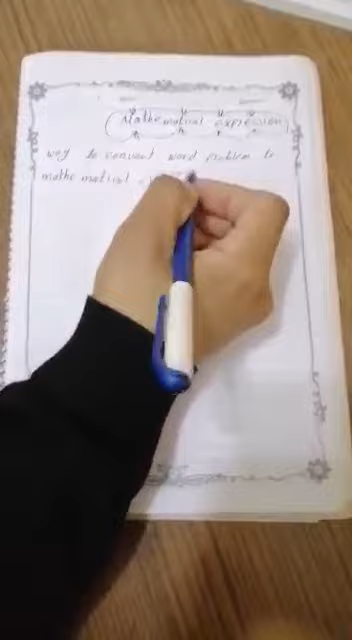 Mathematical expression
way to convert word problem to
mathematical